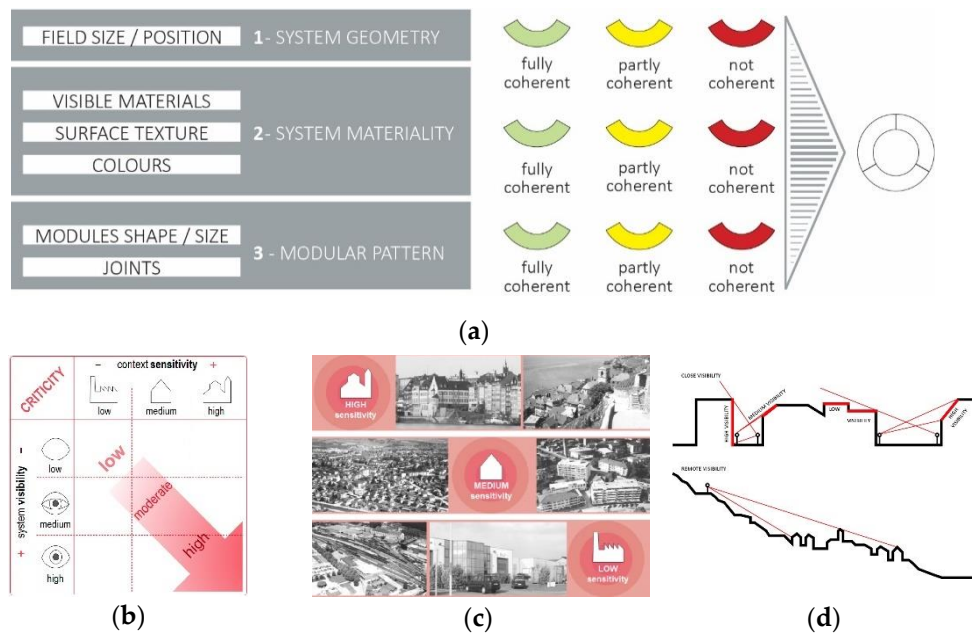 FIELD SIZE / POSITION
1- SYSTEM GEOMETRY
fully coherent
partly coherent
not coherent
VISIBLE MATERIALS
SURFACE TEXTURE
COLOURS
2- SYSTEM MATERIALITY
fully coherent
partly coherent
not coherent
MODULES SHAPE / SIZE
JOINTS
3 - MODULAR PATTERN
fully coherent
partly coherent
not coherent
(a)
CRITICITY
– context sensitivity +
low
medium
high
+ system visibility –
low
medium
high
low
moderate
high
(b)
HIGH
sensitivity
MEDIUM
sensitivity
LOW
sensitivity
(c)
CLOSE VISIBILITY
HIGH VISIBILITY
MEDIUM VISIBILITY
LOW
VISIBILITY
HIGH
VISIBILITY
REMOTE VISIBILITY
(d)